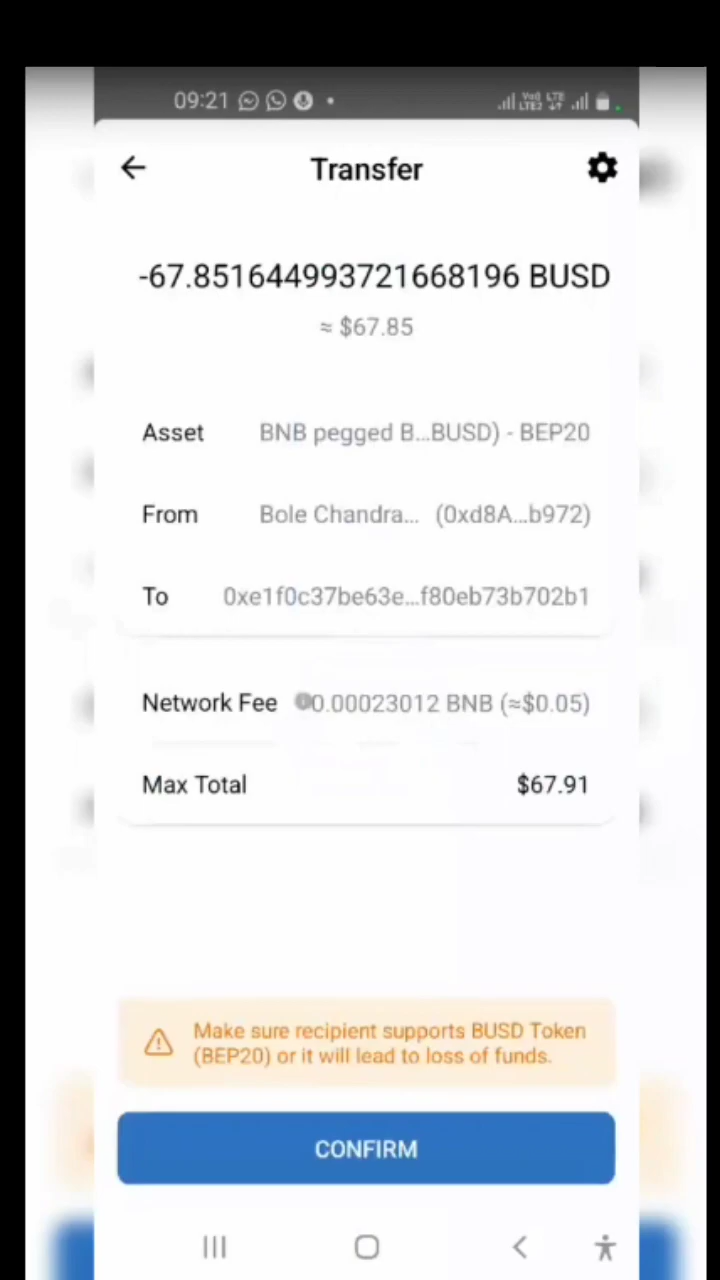 09:21
Transfer
-67.851644993721668196 BUSD
≈ $67.85
Asset BNB pegged B...BUSD) - BEP20
From Bole Chandra... (0xd8A...b972)
To 0xe1f0c37be63e...f80eb73b702b1
Network Fee 0.00023012 BNB (≈$0.05)
Max Total $67.91
Make sure recipient supports BUSD Token
(BEP20) or it will lead to loss of funds.
CONFIRM